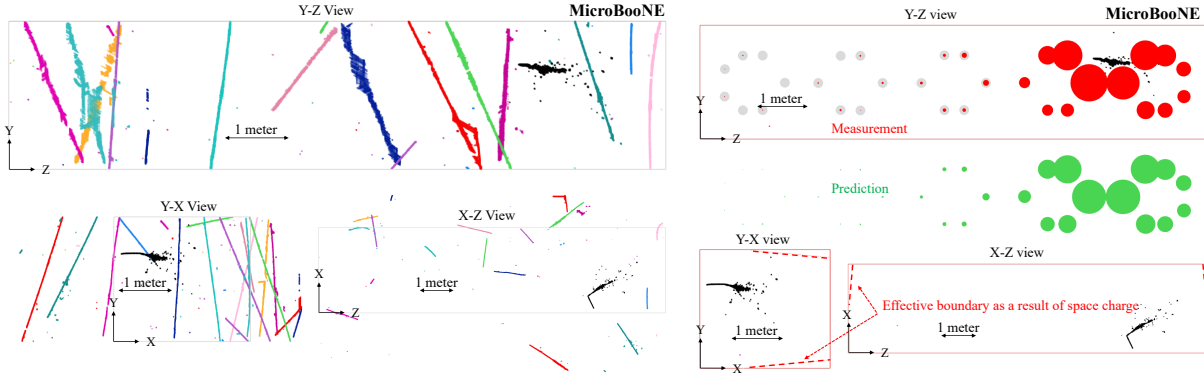 Y-Z View
MicroBooNE
1 meter
Y
Z
Y-X View
X-Z View
1 meter
Y
X
X
1 meter
Z
Y-Z view
MicroBooNE
1 meter
Y
Z
Measurement
Prediction
Y-X view
X-Z view
Effective boundary as a result of space charge
1 meter
Y
X
X
1 meter
Z